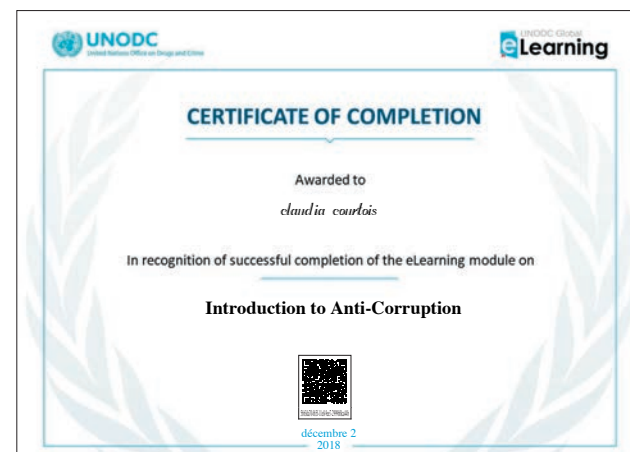 UNODC
United Nations Office on Drugs and Crime
UNODC Global
eLearning
CERTIFICATE OF COMPLETION
Awarded to
claudia courtois
In recognition of successful completion of the eLearning module on
Introduction to Anti-Corruption
décembre 2
2018